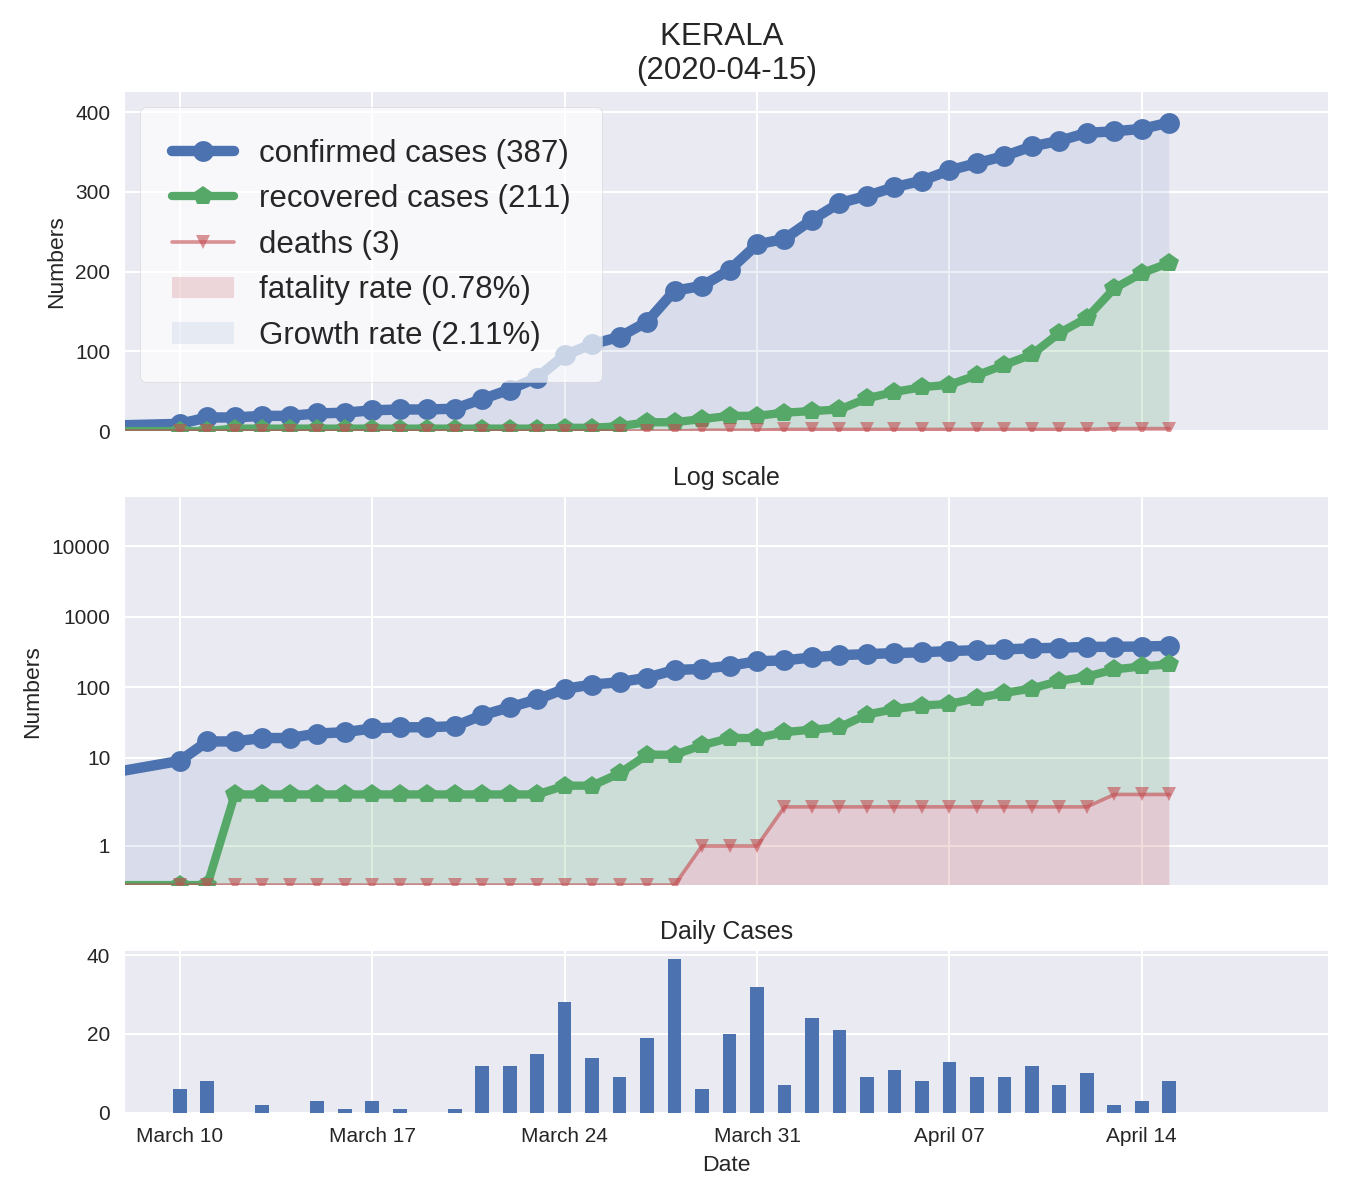 KERALA
(2020-04-15)
400
300
200
100
0
Numbers
confirmed cases (387)
recovered cases (211)
deaths (3)
fatality rate (0.78%)
Growth rate (2.11%)
Log scale
10000
1000
100
10
1
Numbers
Daily Cases
40
20
0
March 10 March 17 March 24 March 31 April 07 April 14
Date